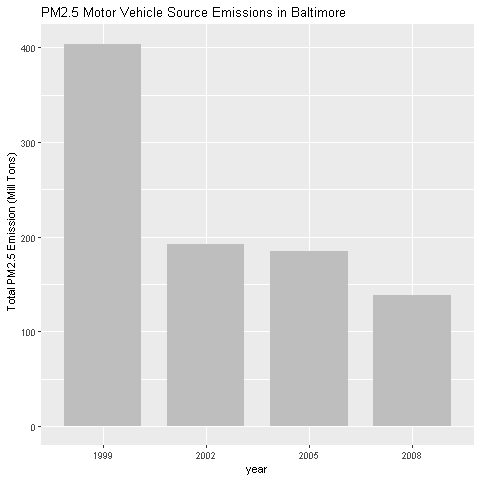 PM2.5 Motor Vehicle Source Emissions in Baltimore
Total PM2.5 Emission (Mill Tons)
400
300
200
100
0
1999 2002 2005 2008
year